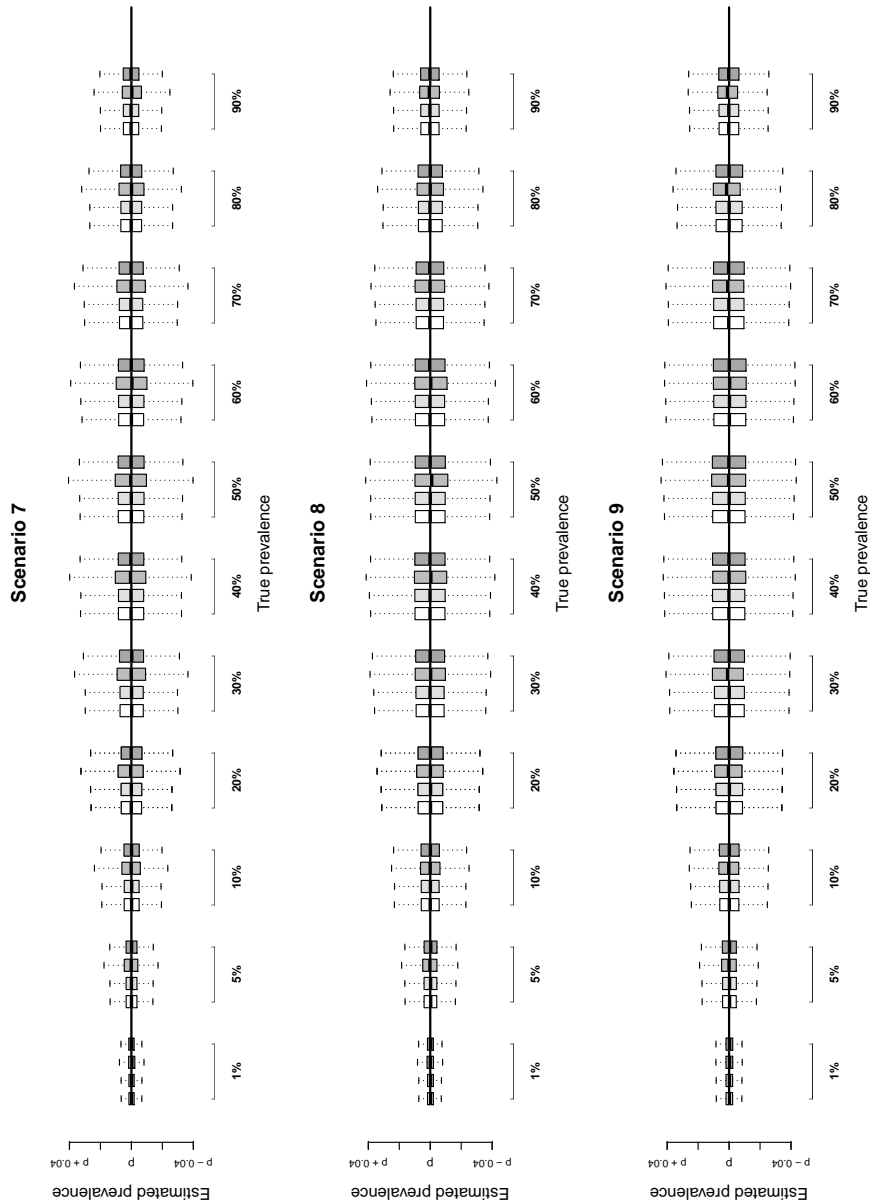 Scenario 7
Estimated prevalence
p + 0.04
p
p − 0.04
1%
5%
10%
20%
30%
40%
50%
60%
70%
80%
90%
True prevalence
Scenario 8
Estimated prevalence
p + 0.04
p
p − 0.04
1%
5%
10%
20%
30%
40%
50%
60%
70%
80%
90%
True prevalence
Scenario 9
Estimated prevalence
p + 0.04
p
p − 0.04
1%
5%
10%
20%
30%
40%
50%
60%
70%
80%
90%
True prevalence